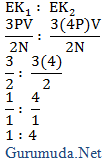 EK₁ : EK₂
3PV/2N : 3(4P)V/2N
3/2 : 3(4)/2
1/1 : 4/1
1 : 4
Gurumuda.Net